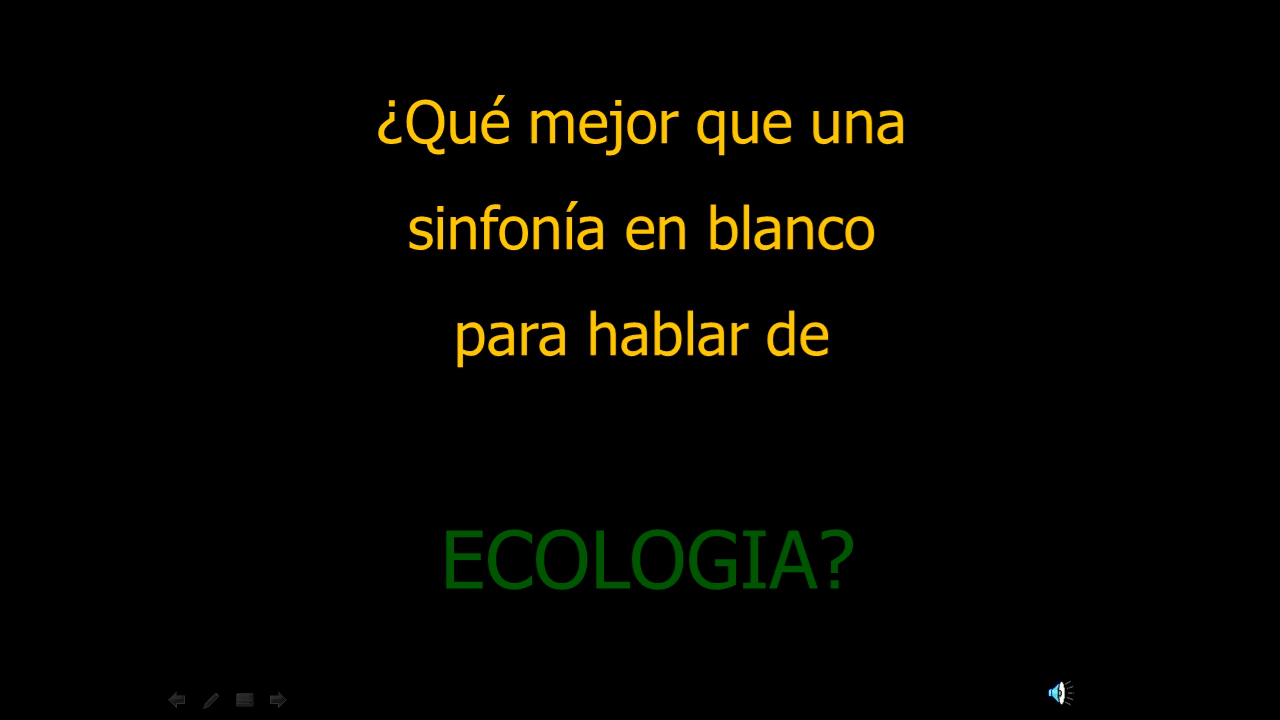 ¿Qué mejor que una
sinfonía en blanco
para hablar de
ECOLOGIA?